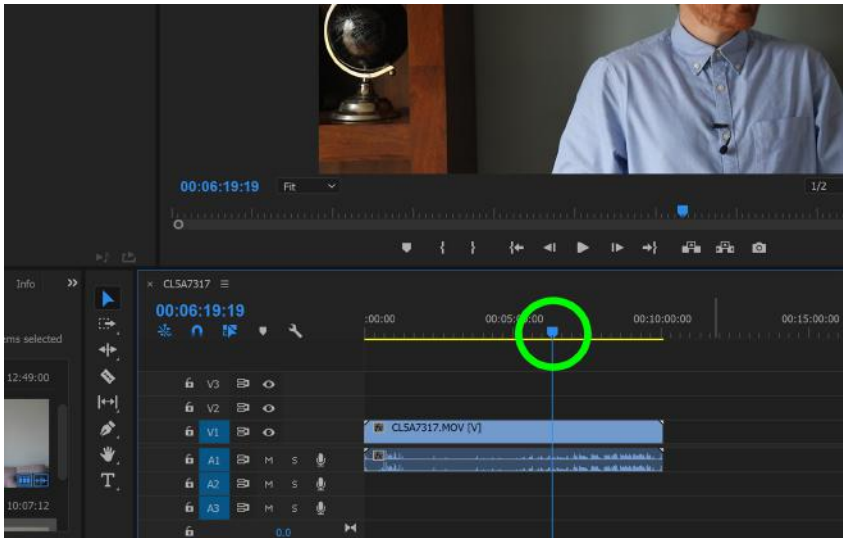 00:06:19:19 Fit 1/2
Info
CLSA7317
00:06:19:19
:00:00 00:05:00:00 00:10:00:00 00:15:00:00
ems selected
12:49:00
V3
V2
V1 fx CLSA7317.MOV [V]
A1 M S fx
A2 M S
A3 M S
10:07:12
0.0
T